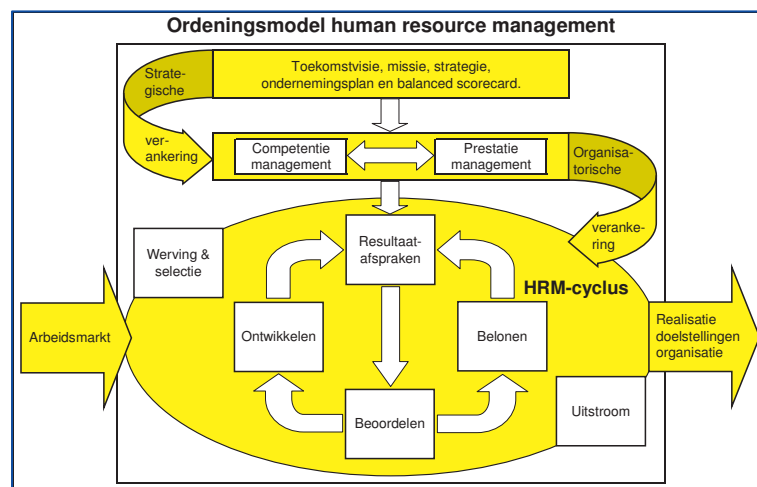 Ordeningsmodel human resource management
Strate-
gische
Toekomstvisie, missie, strategie,
ondernemingsplan en balanced scorecard.
ver-
ankering
Competentie
management
Prestatie
management
Organisa-
torische
veranke-
ring
Werving &
selectie
Resultaat-
afspraken
HRM-cyclus
Arbeidsmarkt
Ontwikkelen
Belonen
Realisatie
doelstellingen
organisatie
Beoordelen
Uitstroom